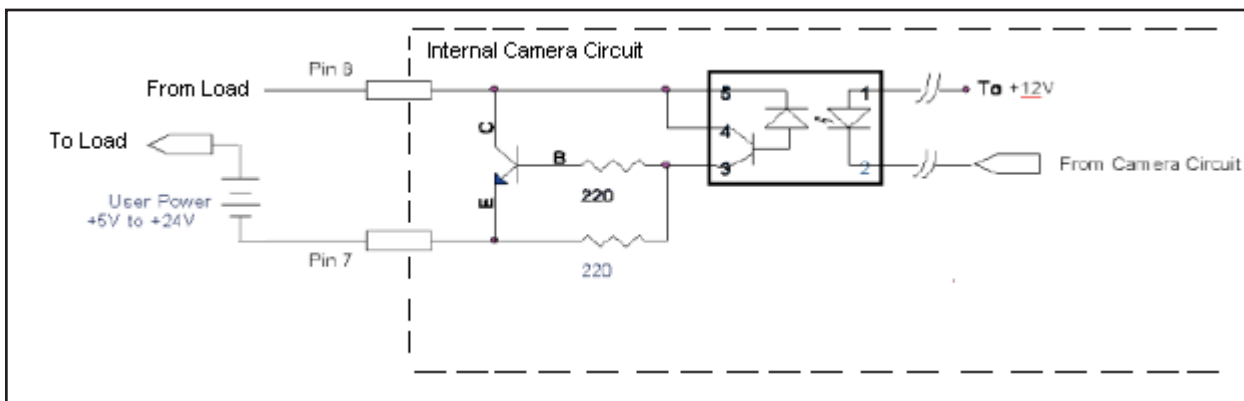 Internal Camera Circuit
Pin 8
From Load
5
1
To +12V
C
4
To Load
B
3
2
From Camera Circuit
220
User Power
+5V to +24V
E
Pin 7
220